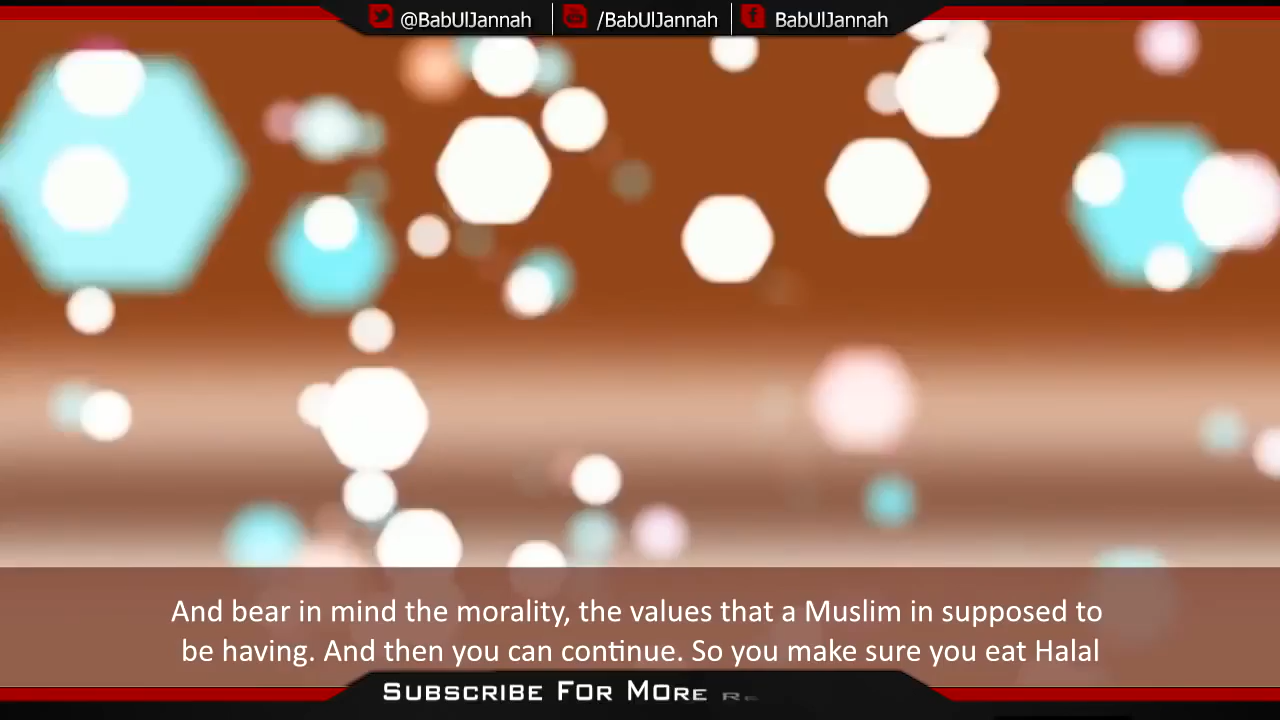 @BabUlJannah /BabUlJannah BabUlJannah
And bear in mind the morality, the values that a Muslim in supposed to
be having. And then you can continue. So you make sure you eat Halal
SUBSCRIBE FOR MORE